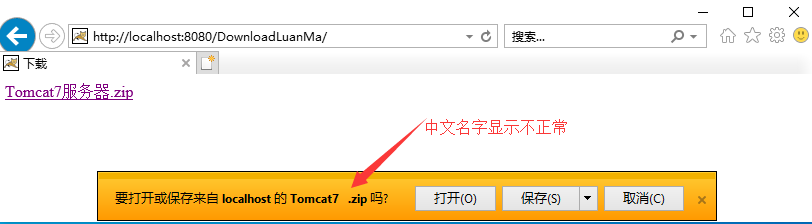 http://localhost:8080/DownloadLuanMa/
搜索...
下载
Tomcat7服务器.zip
中文名字显示不正常
要打开或保存来自 localhost 的 Tomcat7 .zip 吗?
打开(O)
保存(S)
取消(C)